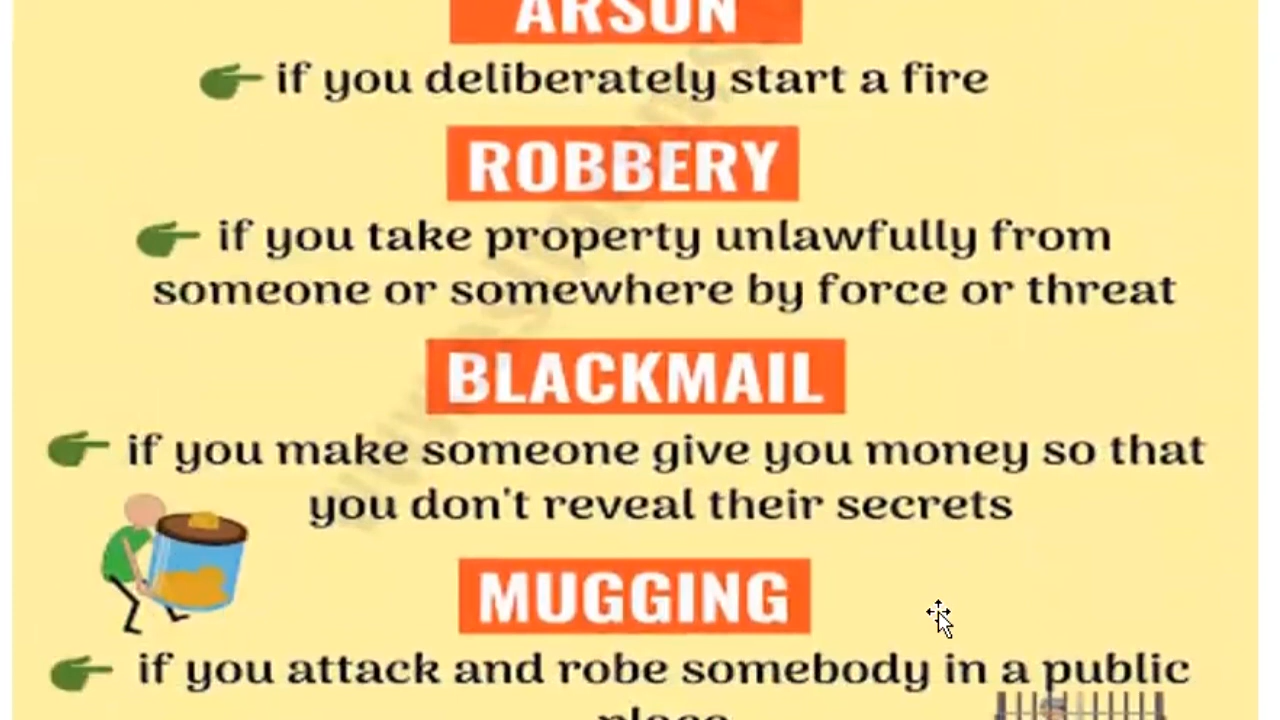 ARSON
if you deliberately start a fire
ROBBERY
if you take property unlawfully from
someone or somewhere by force or threat
BLACKMAIL
if you make someone give you money so that
you don't reveal their secrets
MUGGING
if you attack and robe somebody in a public
place